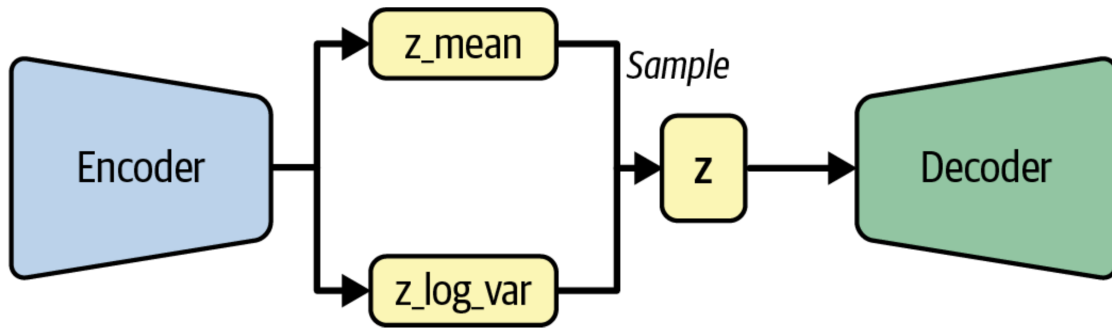 z_mean
Sample
Encoder
z
Decoder
z_log_var